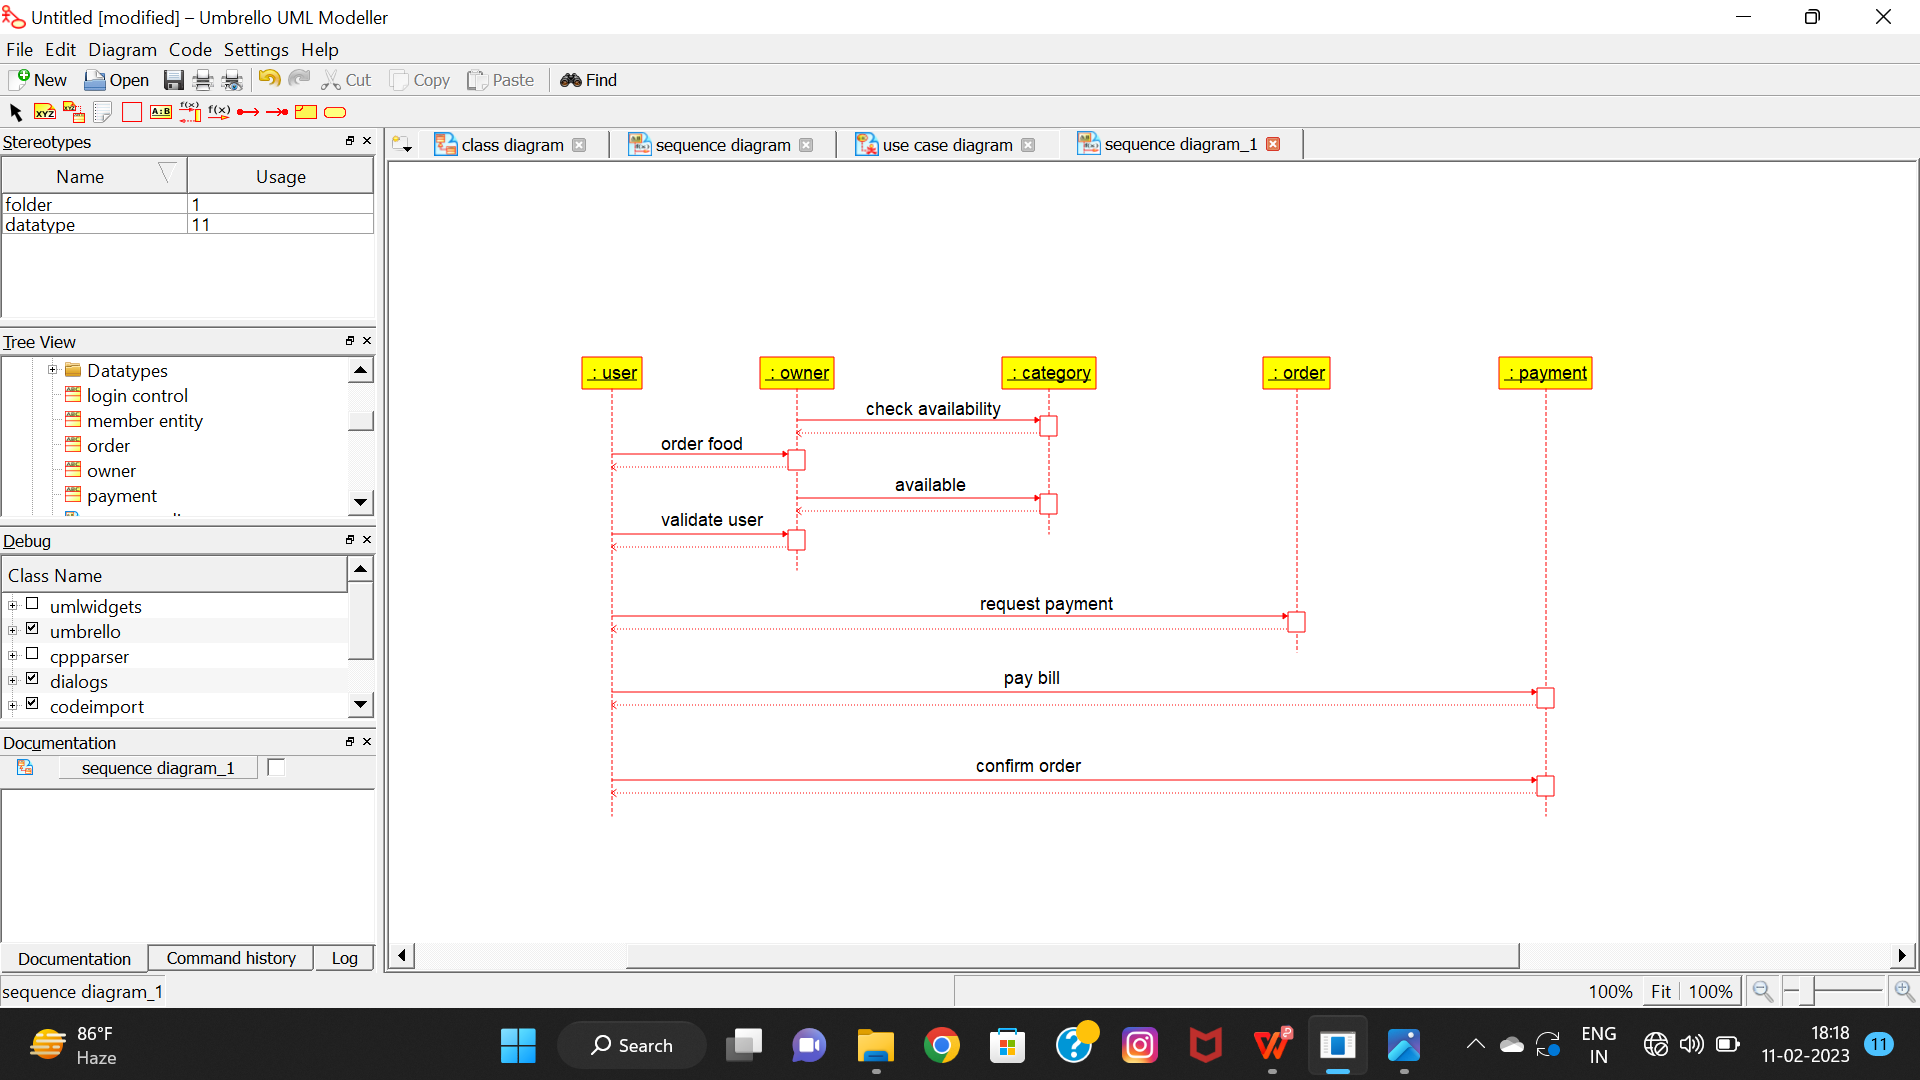 Untitled [modified] – Umbrello UML Modeller
File Edit Diagram Code Settings Help
New Open Cut Copy Paste Find
XYZ A:B f(x) f(x)
Stereotypes
Name Usage
folder 1
datatype 11
Tree View
Datatypes
login control
member entity
order
owner
payment
Debug
Class Name
umlwidgets
umbrello
cppparser
dialogs
codeimport
Documentation
sequence diagram_1
Documentation Command history Log
class diagram sequence diagram use case diagram sequence diagram_1
: user : owner : category : order : payment
check availability
order food
available
validate user
request payment
pay bill
confirm order
sequence diagram_1
100% Fit 100%
86°F
Haze
Search
ENG
IN
18:18
11-02-2023
11